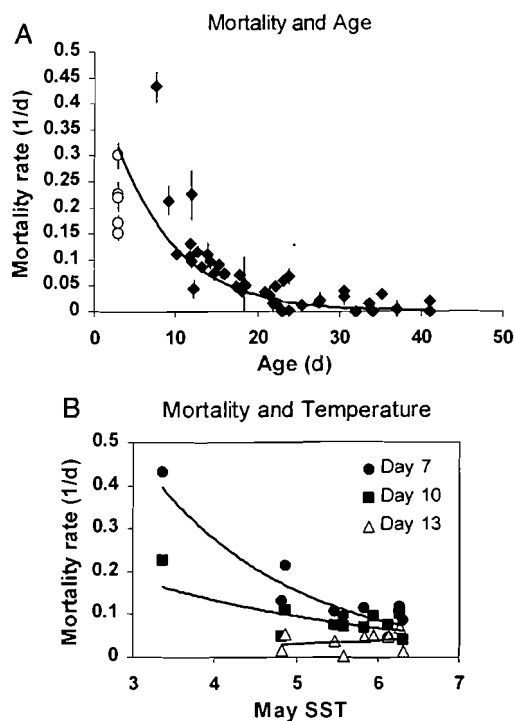 A
Mortality and Age
Mortality rate (1/d)
0.5
0.45
0.4
0.35
0.3
0.25
0.2
0.15
0.1
0.05
0
0 10 20 30 40 50
Age (d)
B
Mortality and Temperature
Mortality rate (1/d)
0.5
0.4
0.3
0.2
0.1
0
Day 7
Day 10
Day 13
3 4 5 6 7
May SST